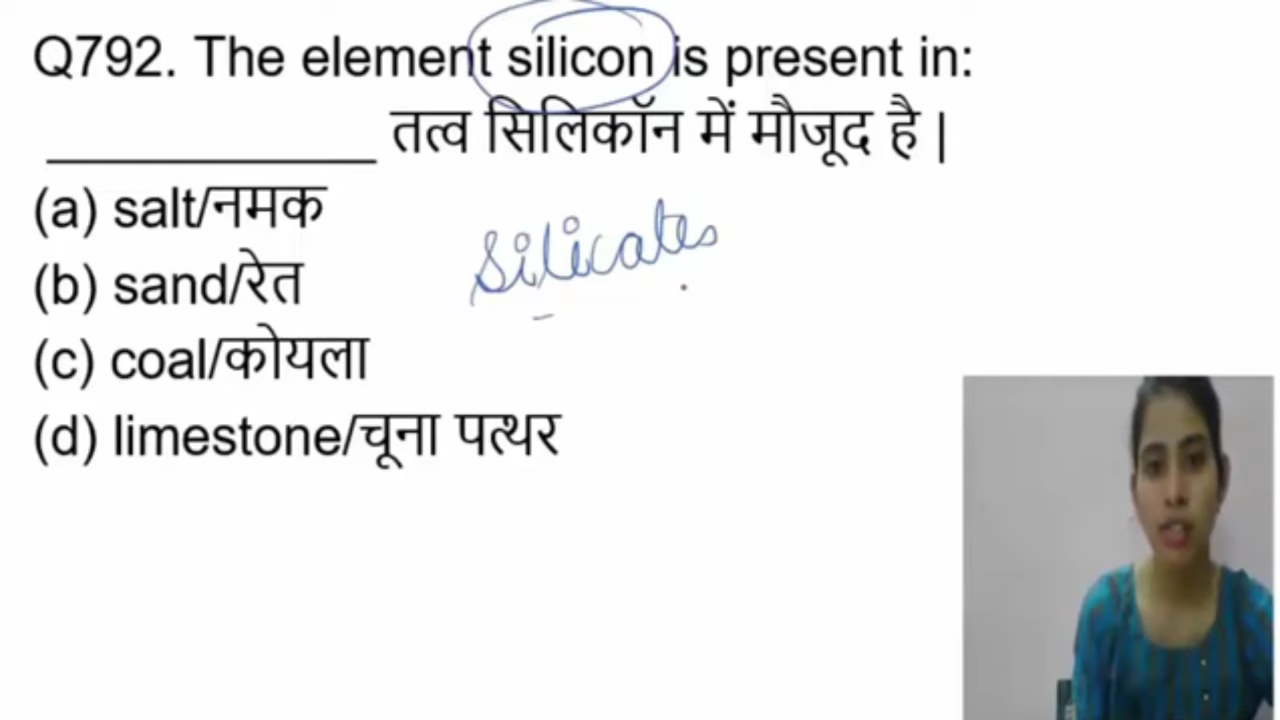 Q792. The element silicon is present in:
____________ तत्व सिलिकॉन में मौजूद है |
(a) salt/नमक
Silicates
(b) sand/रेत
(c) coal/कोयला
(d) limestone/चूना पत्थर